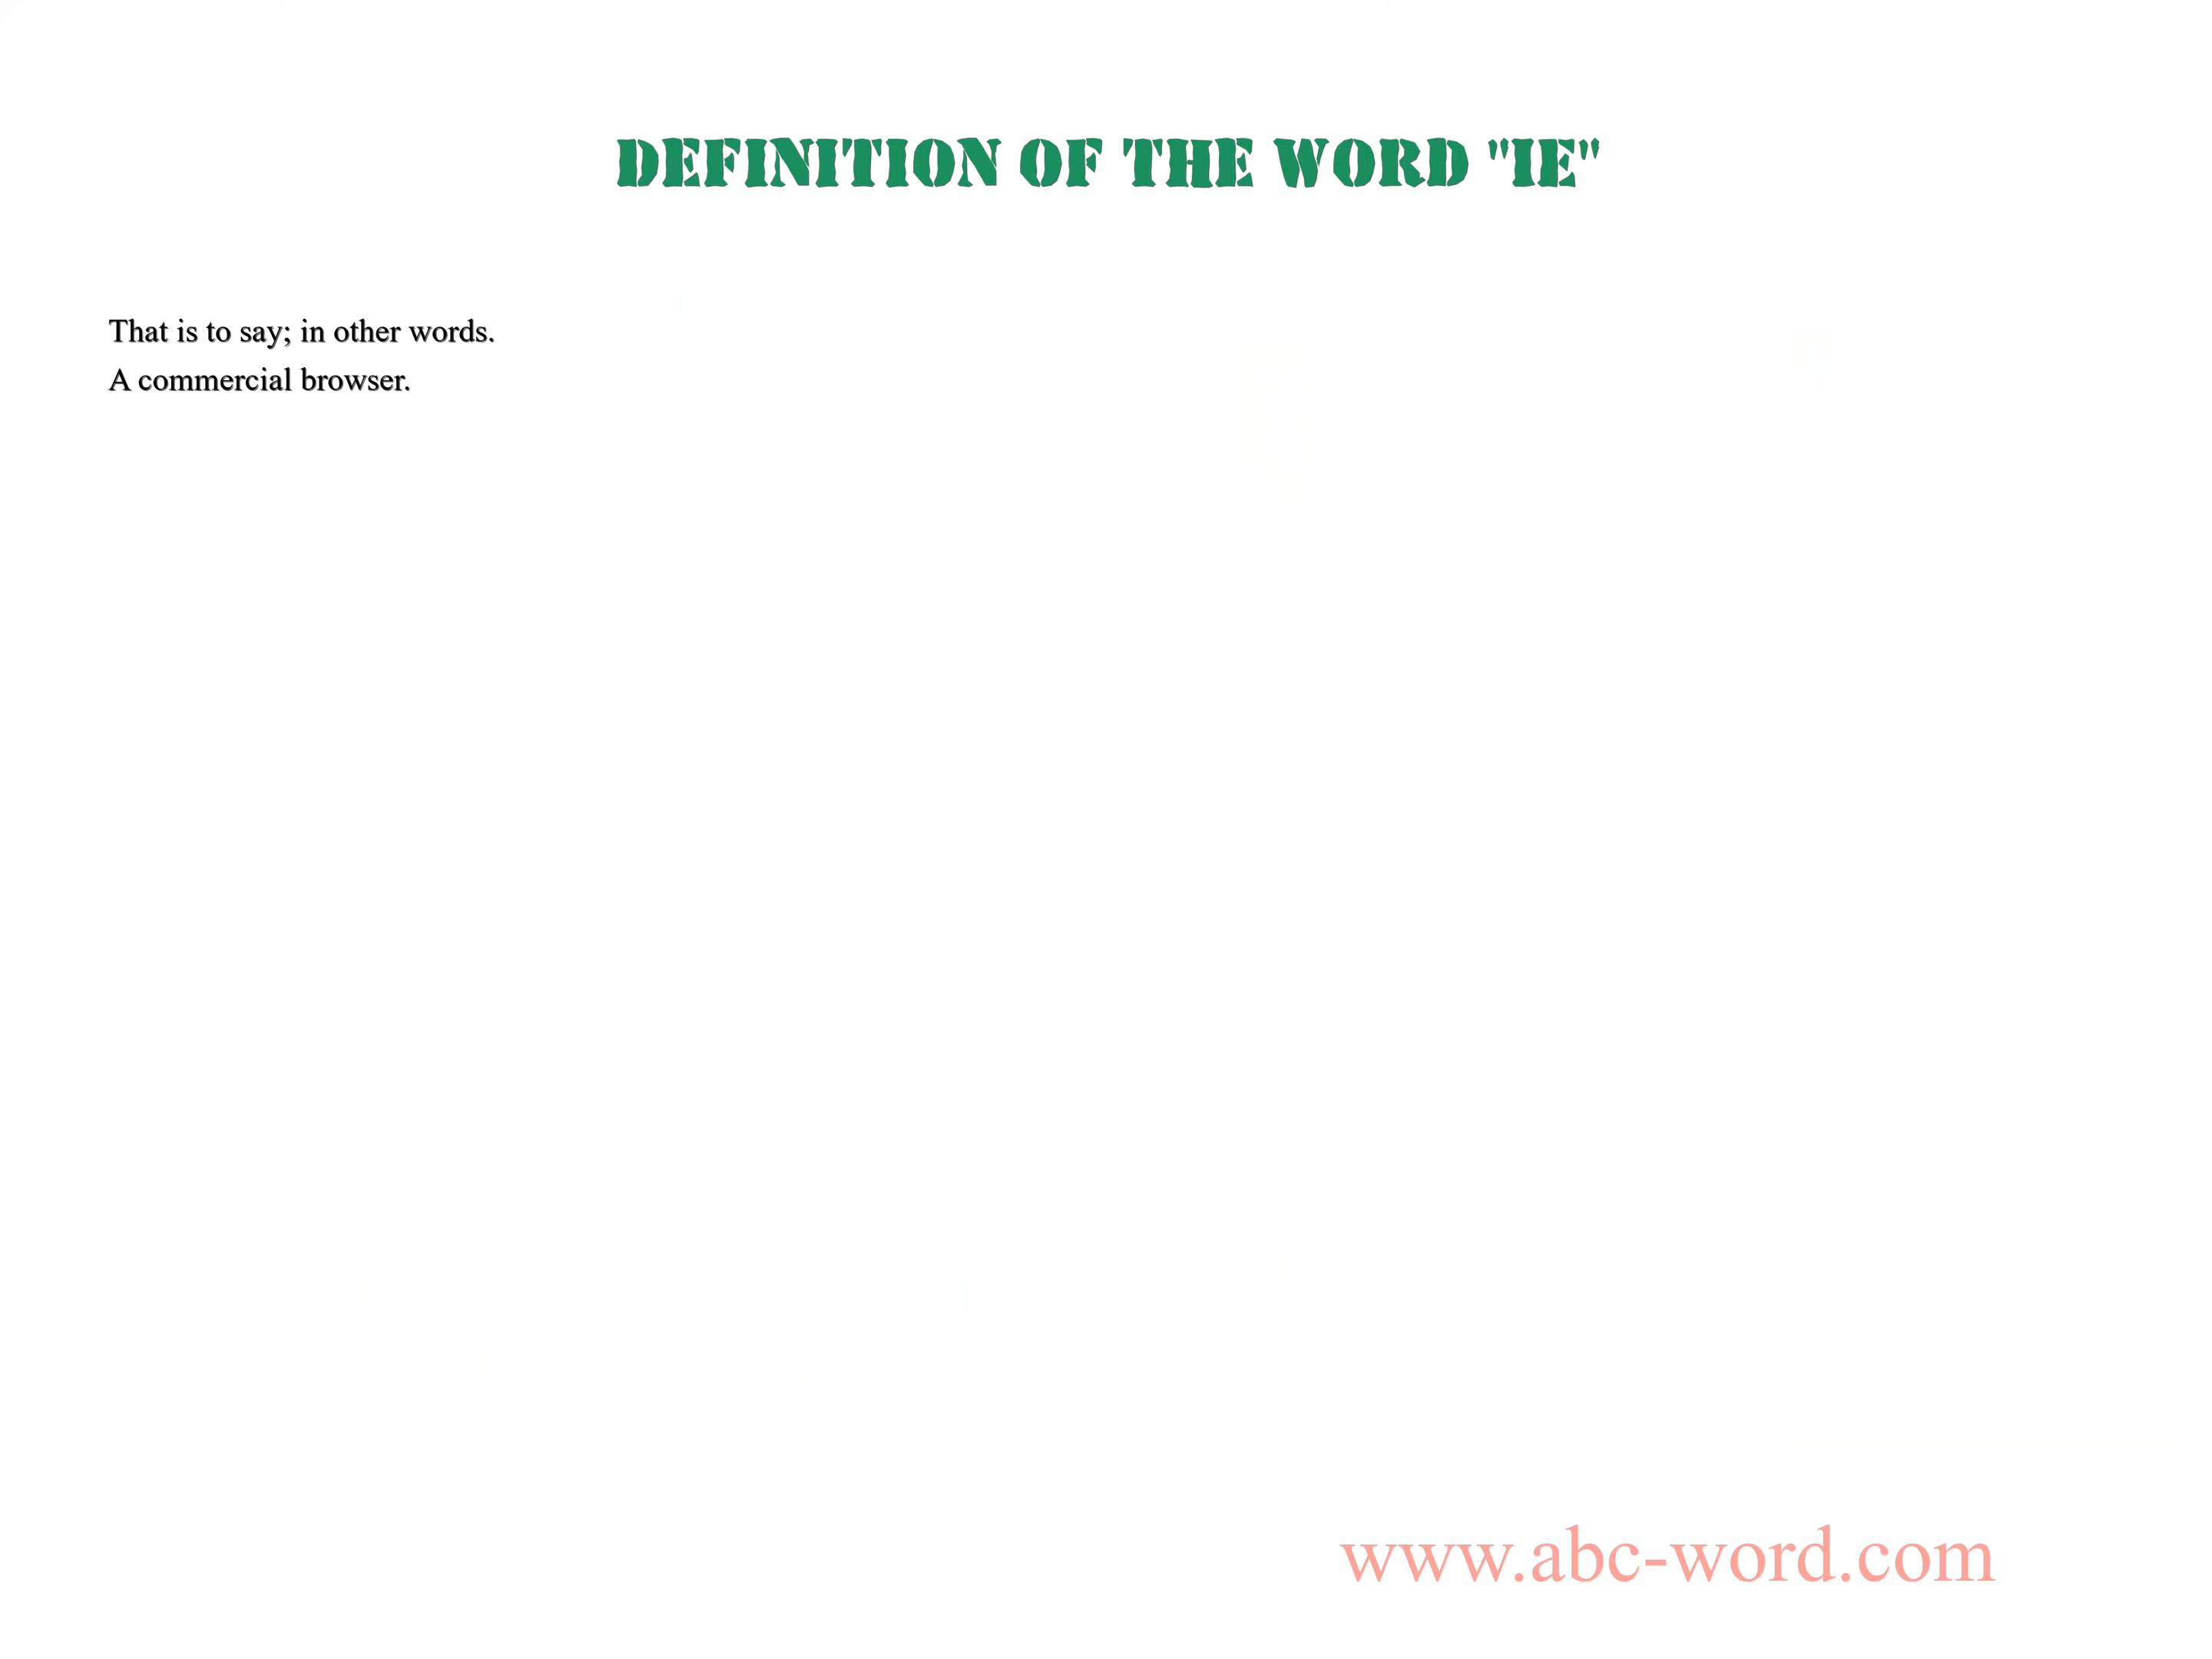 DEFINITION OF THE WORD "IE"
That is to say; in other words.
A commercial browser.
www.abc-word.com